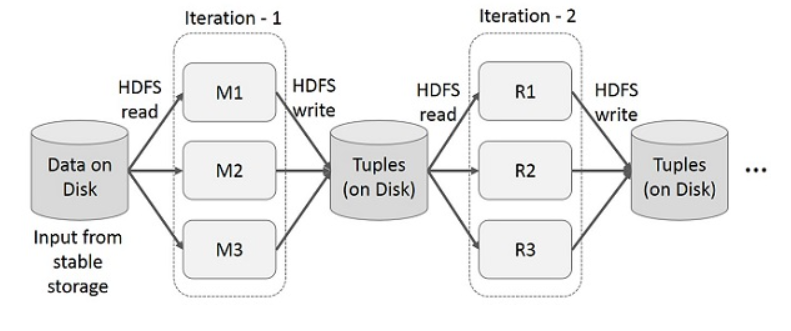 Iteration - 1
Iteration - 2
HDFS
read
M1
HDFS
write
HDFS
read
R1
HDFS
write
Data on
Disk
M2
Tuples
(on Disk)
R2
Tuples
(on Disk)
...
Input from
stable
storage
M3
R3